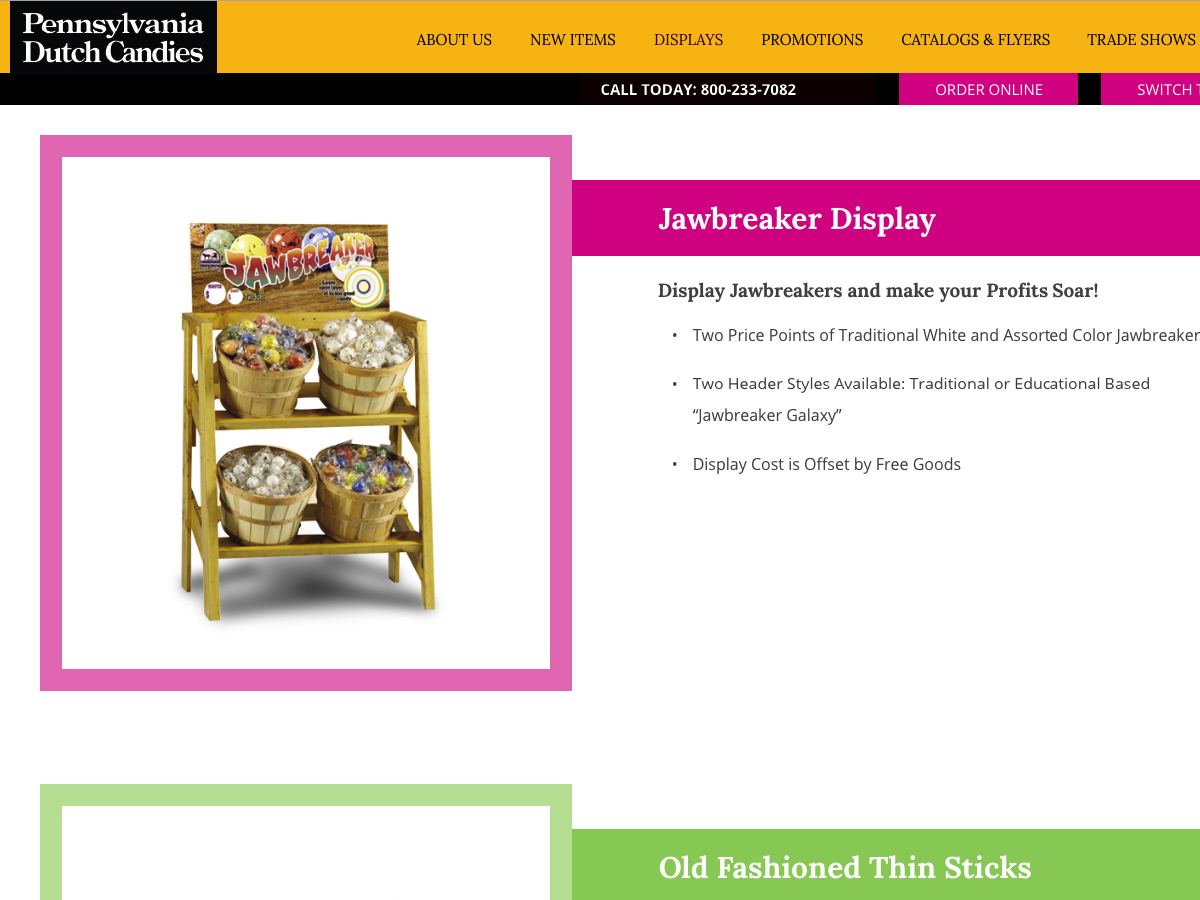 Pennsylvania
Dutch Candies
ABOUT US NEW ITEMS DISPLAYS PROMOTIONS CATALOGS & FLYERS TRADE SHOWS
CALL TODAY: 800-233-7082 ORDER ONLINE SWITCH T
Jawbreaker Display
JAWBREAKER
Display Jawbreakers and make your Profits Soar!
• Two Price Points of Traditional White and Assorted Color Jawbreaker
• Two Header Styles Available: Traditional or Educational Based
“Jawbreaker Galaxy”
• Display Cost is Offset by Free Goods
Old Fashioned Thin Sticks